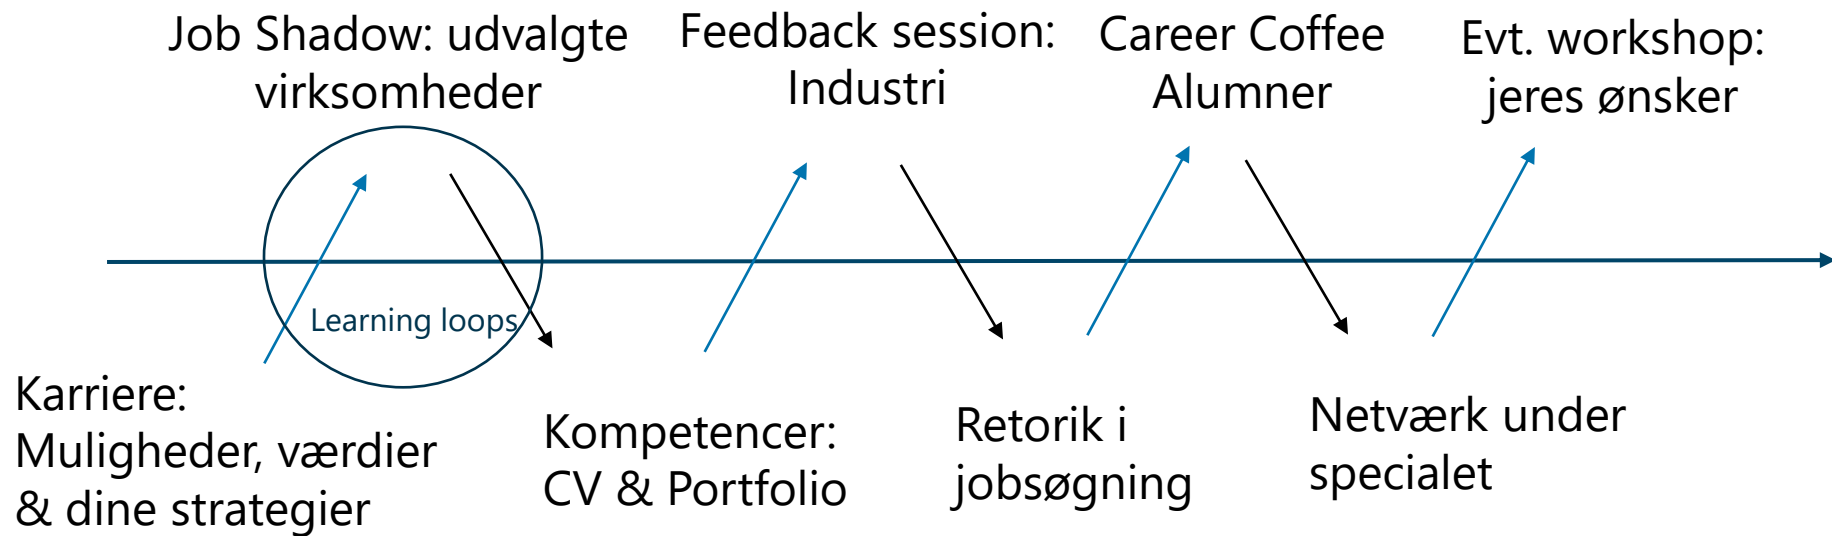 Job Shadow: udvalgte
virksomheder
Feedback session:
Industri
Career Coffee
Alumner
Evt. workshop:
jeres ønsker
Learning loops
Karriere:
Muligheder, værdier
& dine strategier
Kompetencer:
CV & Portfolio
Retorik i
jobsøgning
Netværk under
specialet